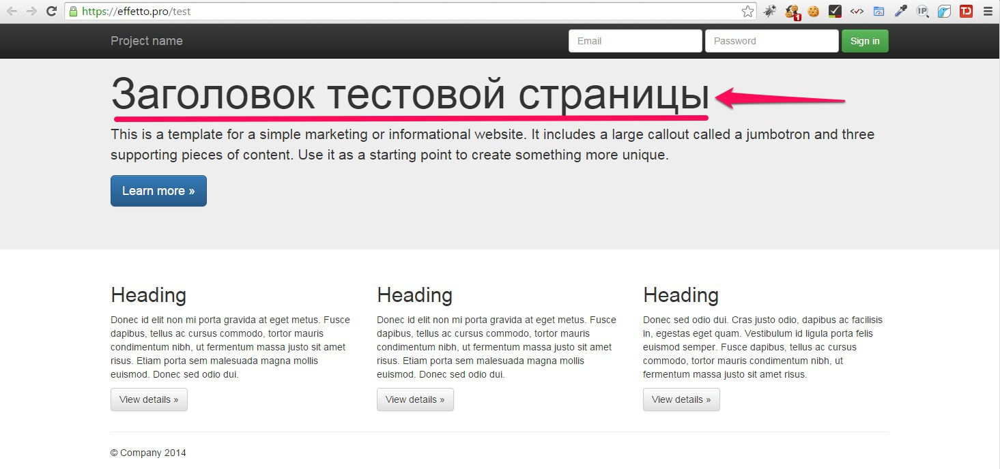 https://effetto.pro/test
1
IP
TD
Project name
Email
Password
Sign in
Заголовок тестовой страницы
This is a template for a simple marketing or informational website. It includes a large callout called a jumbotron and three
supporting pieces of content. Use it as a starting point to create something more unique.
Learn more »
Heading
Donec id elit non mi porta gravida at eget metus. Fusce
dapibus, tellus ac cursus commodo, tortor mauris
condimentum nibh, ut fermentum massa justo sit amet
risus. Etiam porta sem malesuada magna mollis
euismod. Donec sed odio dui.
View details »
Heading
Donec id elit non mi porta gravida at eget metus. Fusce
dapibus, tellus ac cursus commodo, tortor mauris
condimentum nibh, ut fermentum massa justo sit amet
risus. Etiam porta sem malesuada magna mollis
euismod. Donec sed odio dui.
View details »
Heading
Donec sed odio dui. Cras justo odio, dapibus ac facilisis
in, egestas eget quam. Vestibulum id ligula porta felis
euismod semper. Fusce dapibus, tellus ac cursus
commodo, tortor mauris condimentum nibh, ut
fermentum massa justo sit amet risus.
View details »
© Company 2014